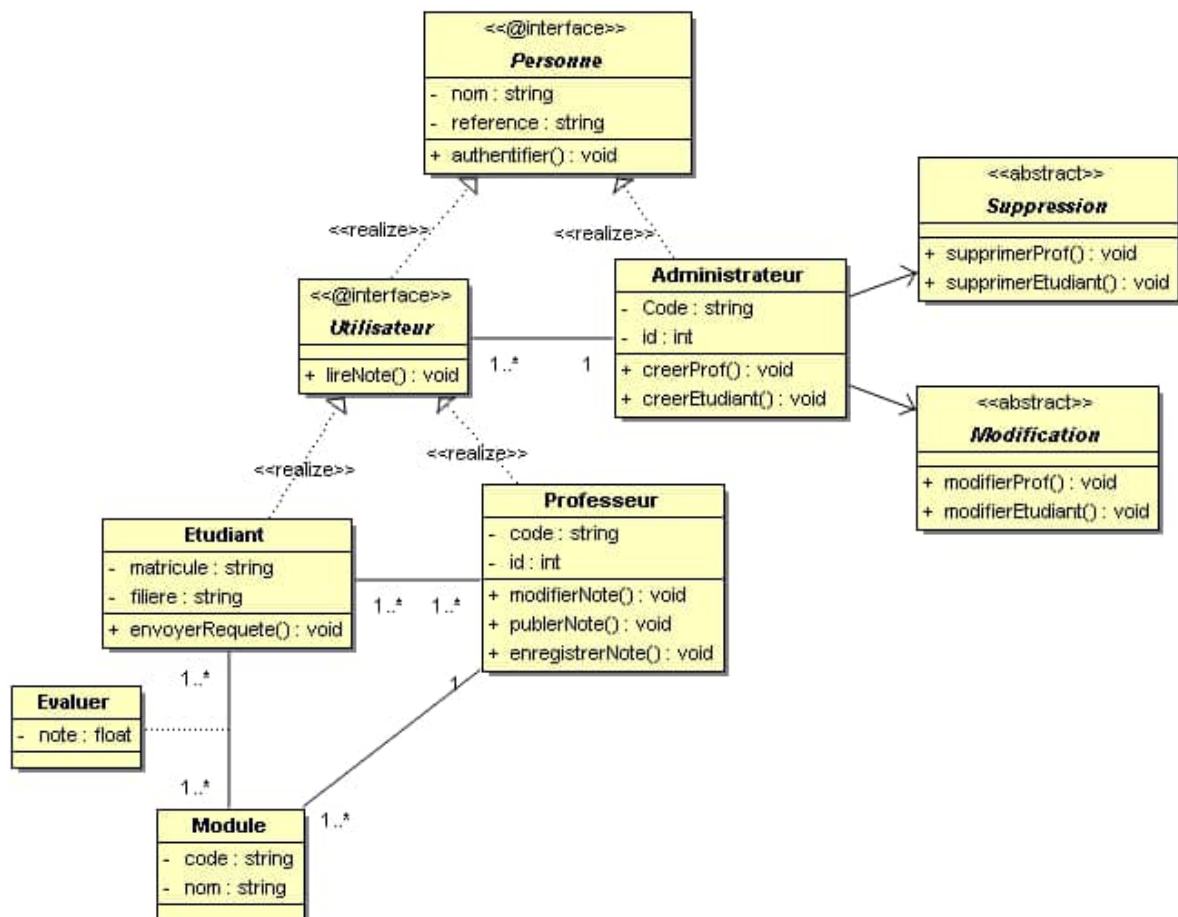 <<@interface>>
Personne
- nom : string
- reference : string
+ authentifier() : void
<<realize>>
<<realize>>
<<abstract>>
Suppression
+ supprimerProf() : void
+ supprimerEtudiant() : void
<<@interface>>
Utilisateur
+ lireNote() : void
1..*
1
Administrateur
- Code : string
- id : int
+ creerProf() : void
+ creerEtudiant() : void
<<abstract>>
Modification
+ modifierProf() : void
+ modifierEtudiant() : void
<<realize>>
<<realize>>
Etudiant
- matricule : string
- filiere : string
+ envoyerRequete() : void
1..*
1..*
Professeur
- code : string
- id : int
+ modifierNote() : void
+ publerNote() : void
+ enregistrerNote() : void
1..*
1
Evaluer
- note : float
1..*
1..*
Module
- code : string
- nom : string